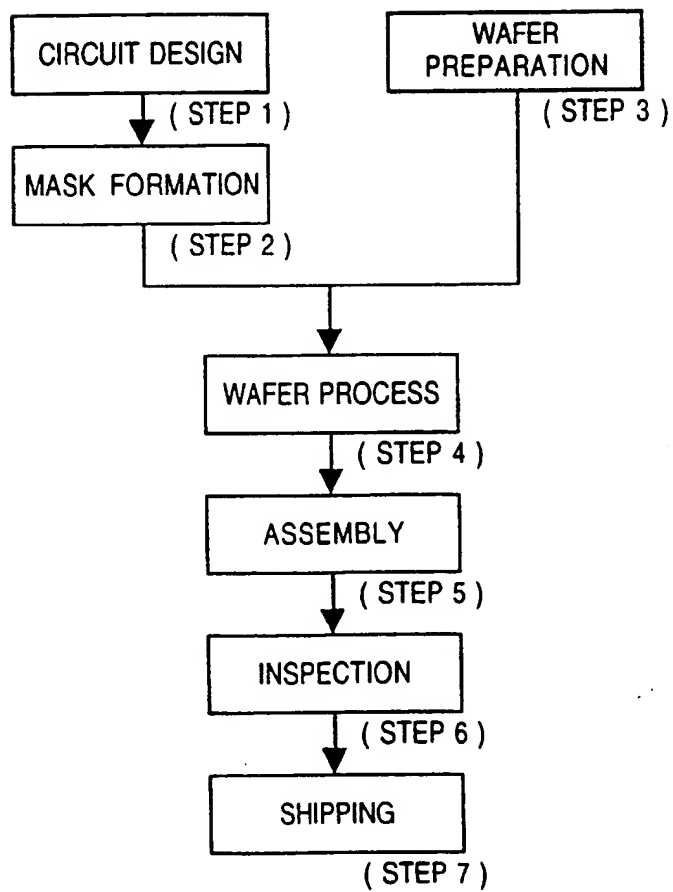 CIRCUIT DESIGN
( STEP 1 )
MASK FORMATION
( STEP 2 )
WAFER
PREPARATION
( STEP 3 )
WAFER PROCESS
( STEP 4 )
ASSEMBLY
( STEP 5 )
INSPECTION
( STEP 6 )
SHIPPING
( STEP 7 )